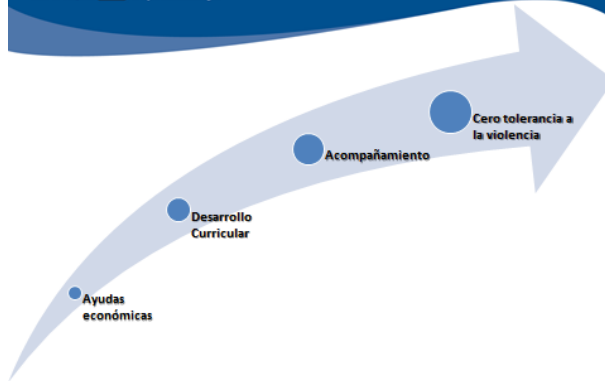 Cero tolerancia a
la violencia
Acompañamiento
Desarrollo
Curricular
Ayudas
económicas